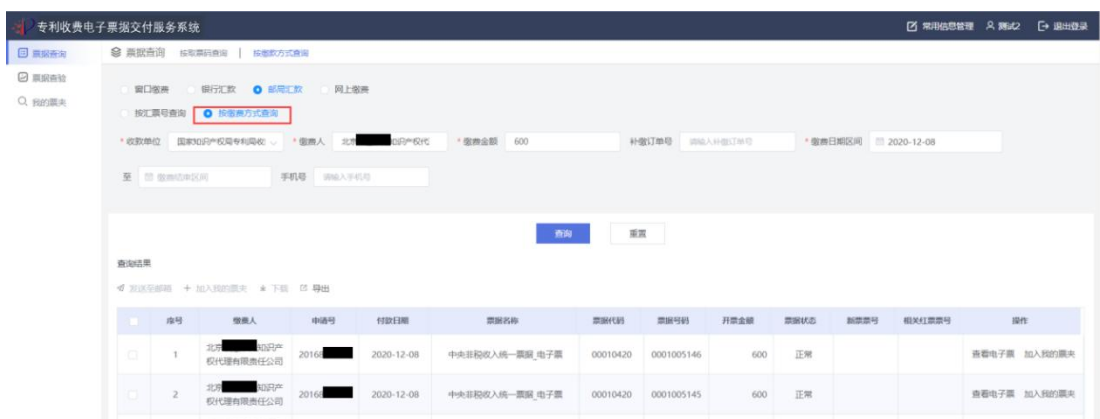 专利收费电子票据交付服务系统 常用信息管理 测试2 退出登录
票据查询 票据查询 按取票码查询 | 按缴款方式查询
票据查验
我的票夹
窗口缴费 银行汇款 邮局汇款 网上缴费
按汇票号查询 按缴费方式查询
* 收款单位 国家知识产权局专利局收 * 缴费人 北京 知识产权代 * 缴费金额 600 补缴订单号 请输入补缴订单号 * 缴费日期区间 2020-12-08
至 缴费结束区间 手机号 请输入手机号
查询 重置
查询结果
发送至邮箱 + 加入我的票夹 下载 导出
序号 缴费人 申请号 付款日期 票据名称 票据代码 票据号码 开票金额 票据状态 新票票号 相关红票票号 操作
1 北京 知识产权代理有限责任公司 20168 2020-12-08 中央非税收入统一票据_电子票 00010420 0001005146 600 正常 查看电子票 加入我的票夹
2 北京 知识产权代理有限责任公司 20168 2020-12-08 中央非税收入统一票据_电子票 00010420 0001005145 600 正常 查看电子票 加入我的票夹